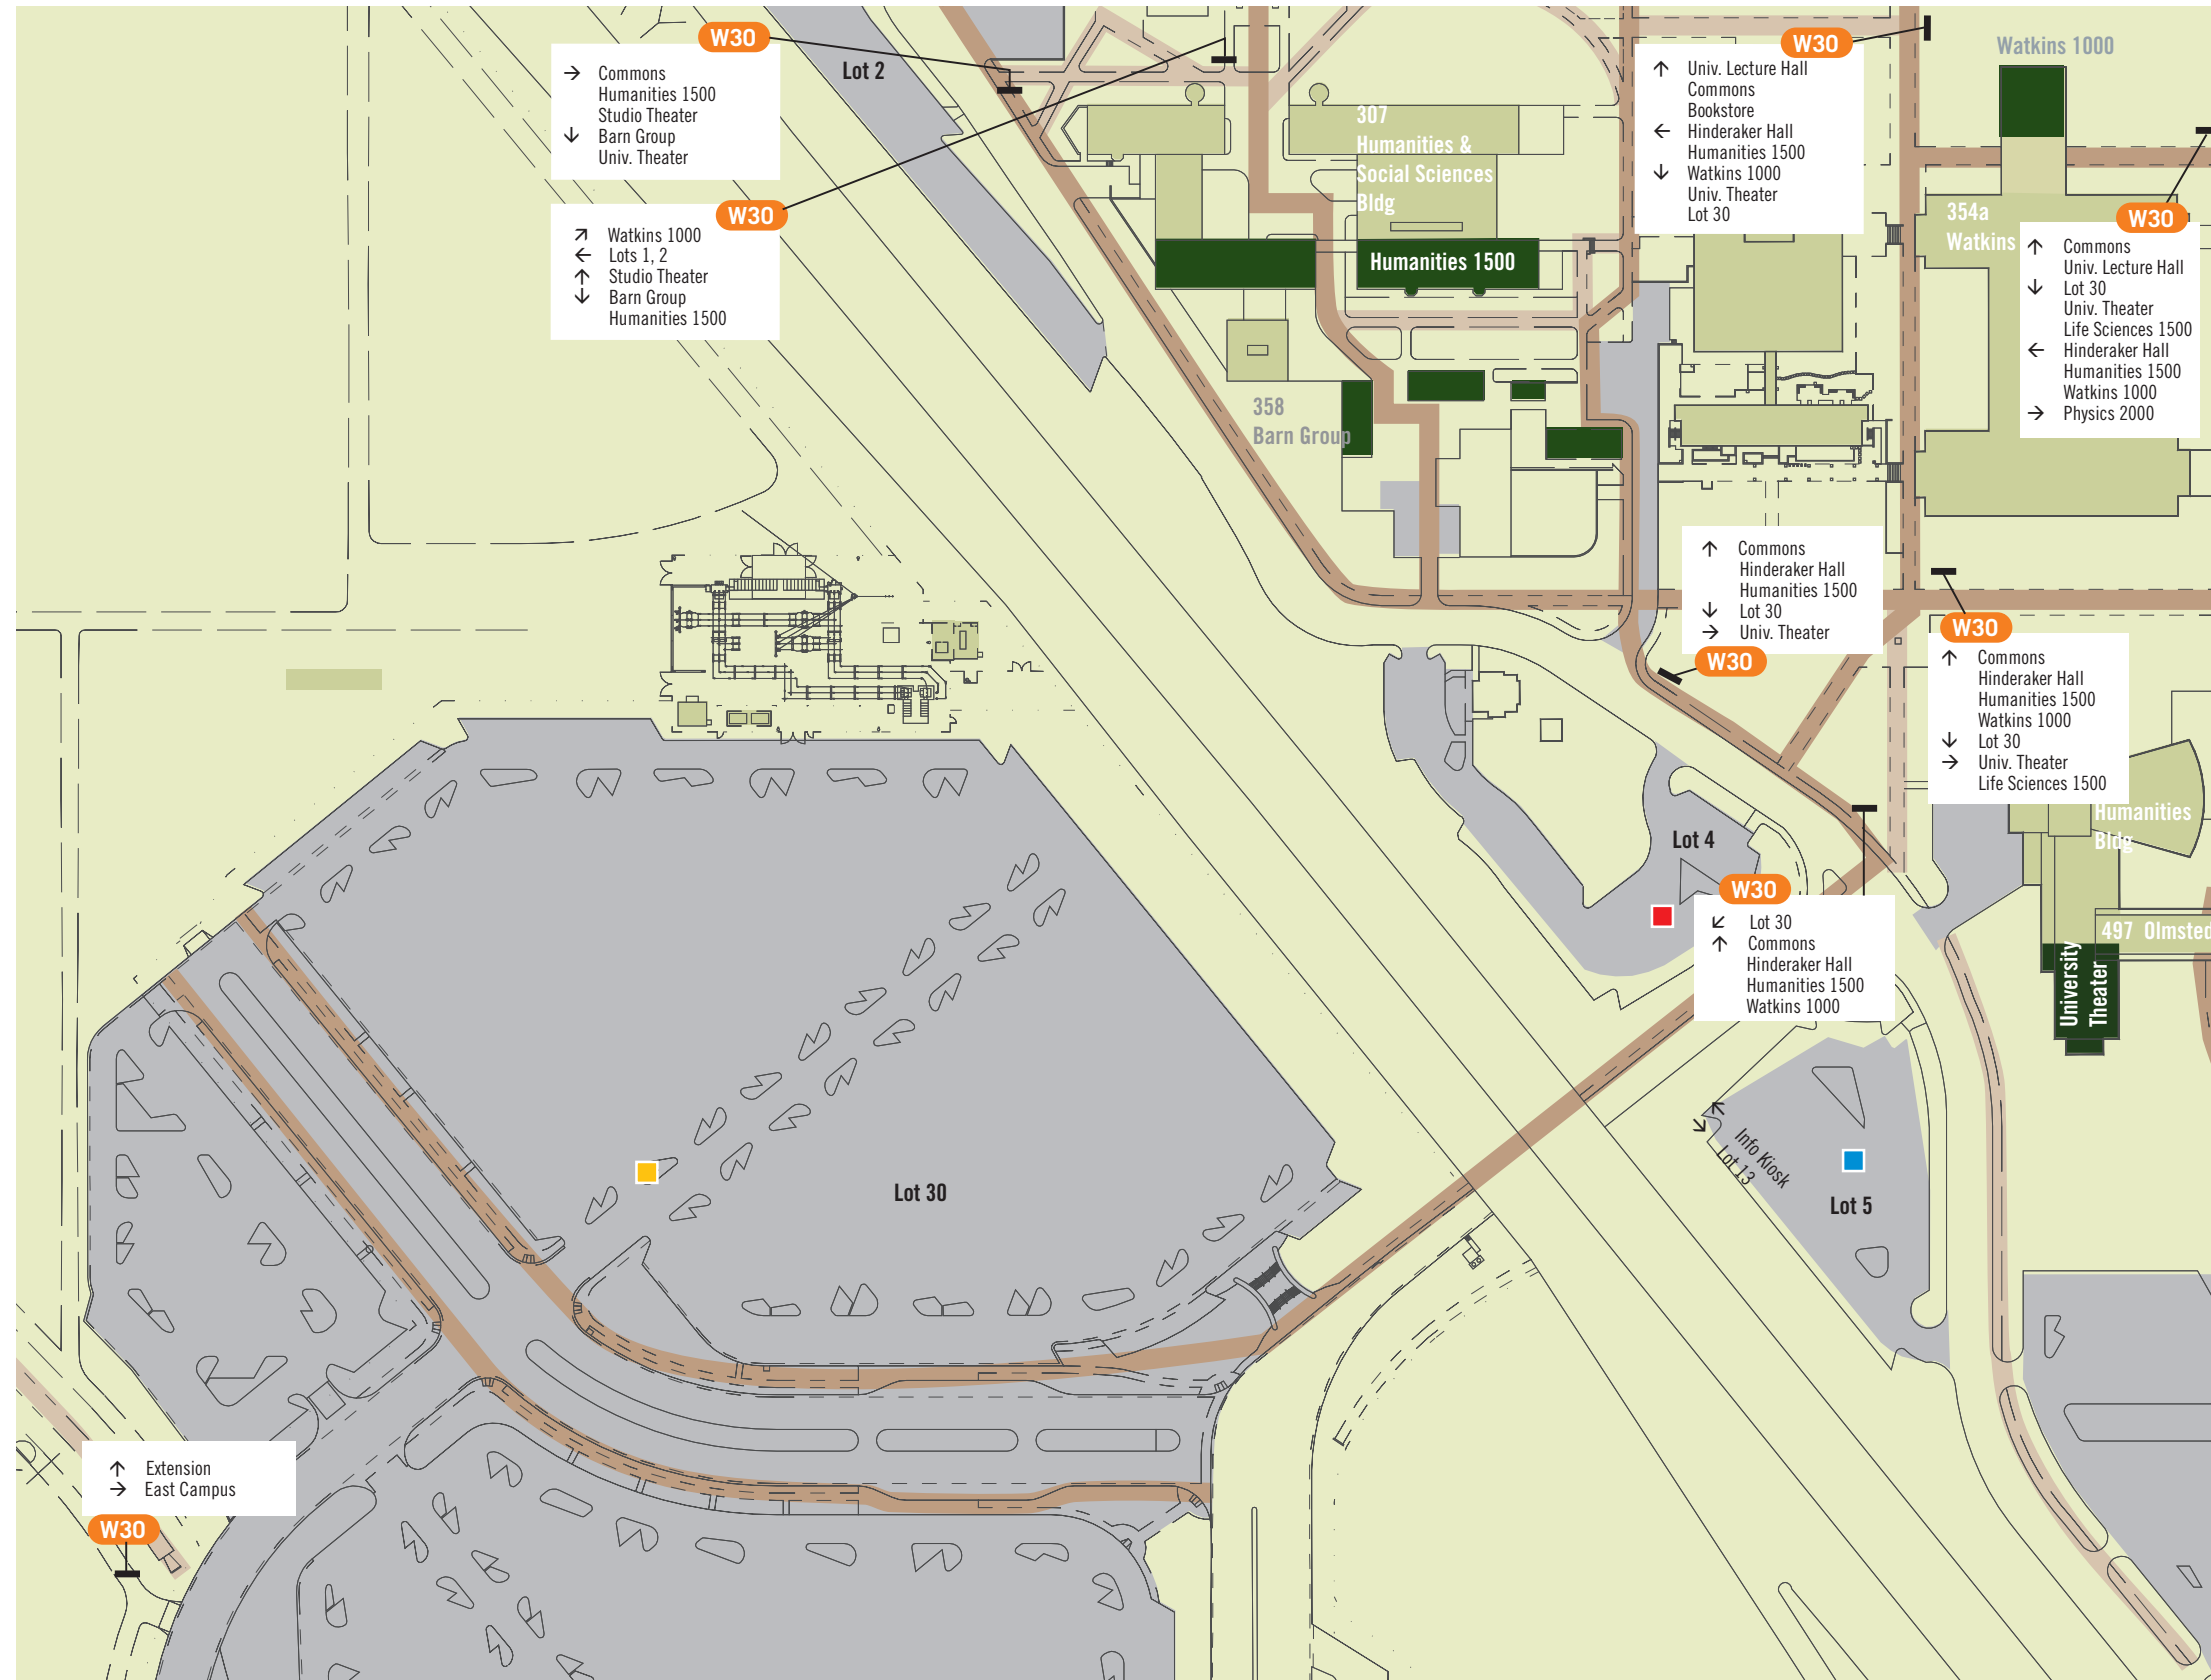 W30
→ Commons
Humanities 1500
Studio Theater
↓ Barn Group
Univ. Theater
W30
↗ Watkins 1000
← Lots 1, 2
↑ Studio Theater
↓ Barn Group
Humanities 1500
Lot 2
307
Humanities &
Social Sciences
Bldg
Humanities 1500
358
Barn Group
W30
↑ Univ. Lecture Hall
Commons
Bookstore
← Hinderaker Hall
Humanities 1500
↓ Watkins 1000
Univ. Theater
Lot 30
Watkins 1000
354a
Watkins
W30
↑ Commons
Univ. Lecture Hall
↓ Lot 30
Univ. Theater
Life Sciences 1500
← Hinderaker Hall
Humanities 1500
Watkins 1000
→ Physics 2000
↑ Commons
Hinderaker Hall
Humanities 1500
↓ Lot 30
→ Univ. Theater
W30
W30
↑ Commons
Hinderaker Hall
Humanities 1500
Watkins 1000
↓ Lot 30
→ Univ. Theater
Life Sciences 1500
Humanities
Bldg
497 Olmsted
University
Theater
Lot 4
W30
↙ Lot 30
↑ Commons
Hinderaker Hall
Humanities 1500
Watkins 1000
Info Kiosk
Lot 13
Lot 5
Lot 30
↑ Extension
→ East Campus
W30